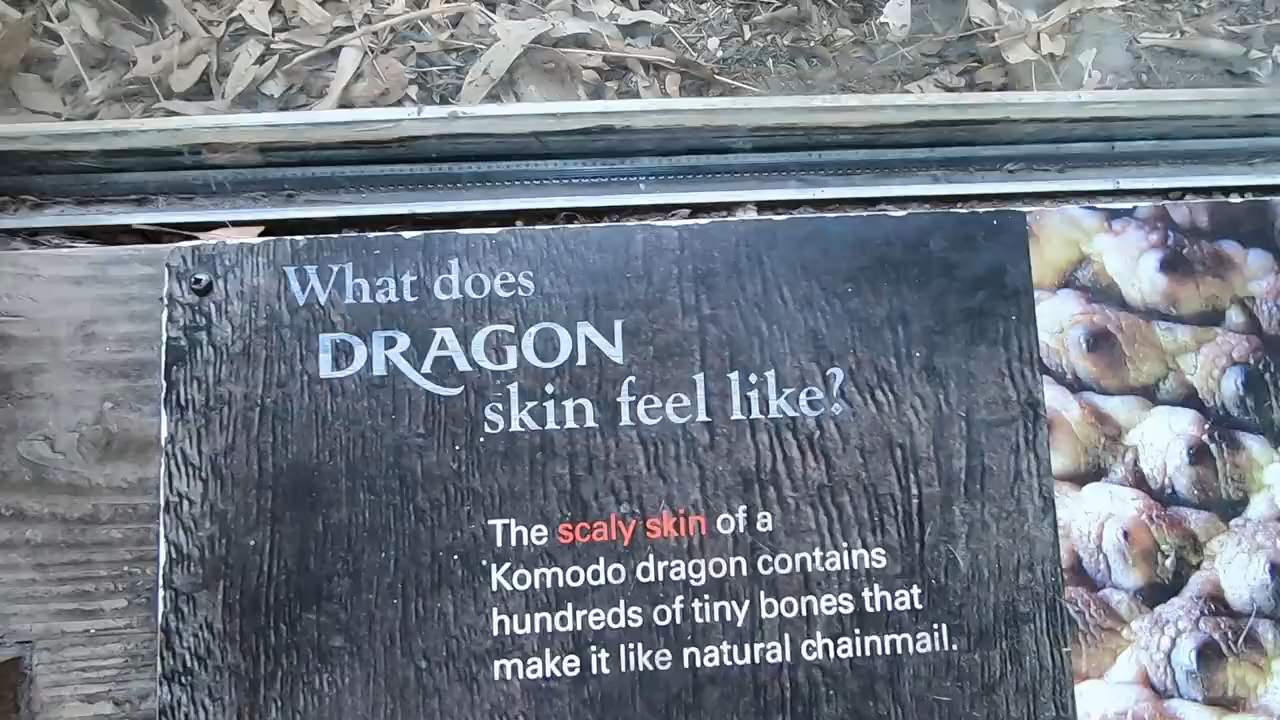 What does
DRAGON
skin feel like?
The scaly skin of a
Komodo dragon contains
hundreds of tiny bones that
make it like natural chainmail.